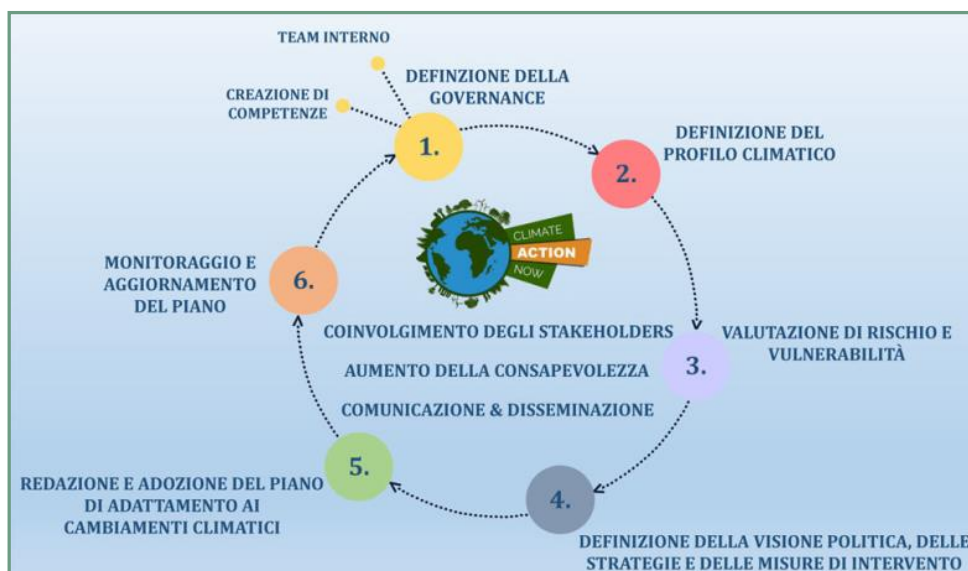 TEAM INTERNO
CREAZIONE DI
COMPETENZE
DEFINZIONE DELLA
GOVERNANCE
1.
2.
DEFINIZIONE DEL
PROFILO CLIMATICO
CLIMATE
ACTION
NOW
3.
VALUTAZIONE DI RISCHIO E
VULNERABILITÀ
COINVOLGIMENTO DEGLI STAKEHOLDERS
AUMENTO DELLA CONSAPEVOLEZZA
COMUNICAZIONE & DISSEMINAZIONE
4.
DEFINIZIONE DELLA VISIONE POLITICA, DELLE
STRATEGIE E DELLE MISURE DI INTERVENTO
5.
REDAZIONE E ADOZIONE DEL PIANO
DI ADATTAMENTO AI
CAMBIAMENTI CLIMATICI
6.
MONITORAGGIO E
AGGIORNAMENTO
DEL PIANO